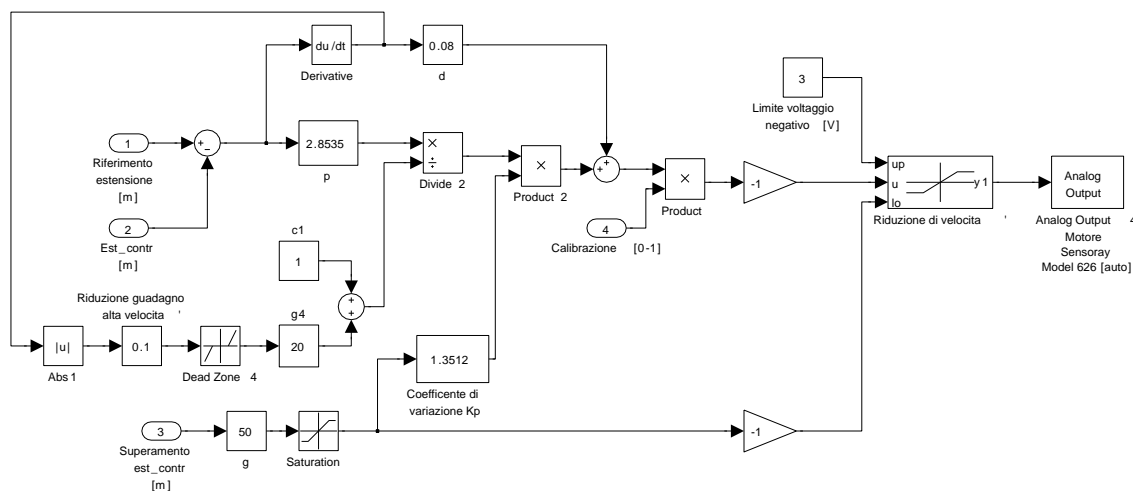 du/dt
Derivative
0.08
d
3
Limite voltaggio
negativo [V]
1
Riferimento
estensione
[m]
+
−
2.8535
p
×
÷
Divide 2
×
Product 2
+
+
×
Product
-1
up
u
lo
y 1
Riduzione di velocita '
Analog
Output
Analog Output 4
Motore
Sensoray
Model 626 [auto]
2
Est_contr
[m]
4
Calibrazione [0-1]
c1
1
+
+
Riduzione guadagno
alta velocita '
|u|
Abs 1
0.1
Dead Zone 4
g4
20
1.3512
Coefficente di
variazione Kp
3
Superamento
est_contr
[m]
50
g
Saturation
-1